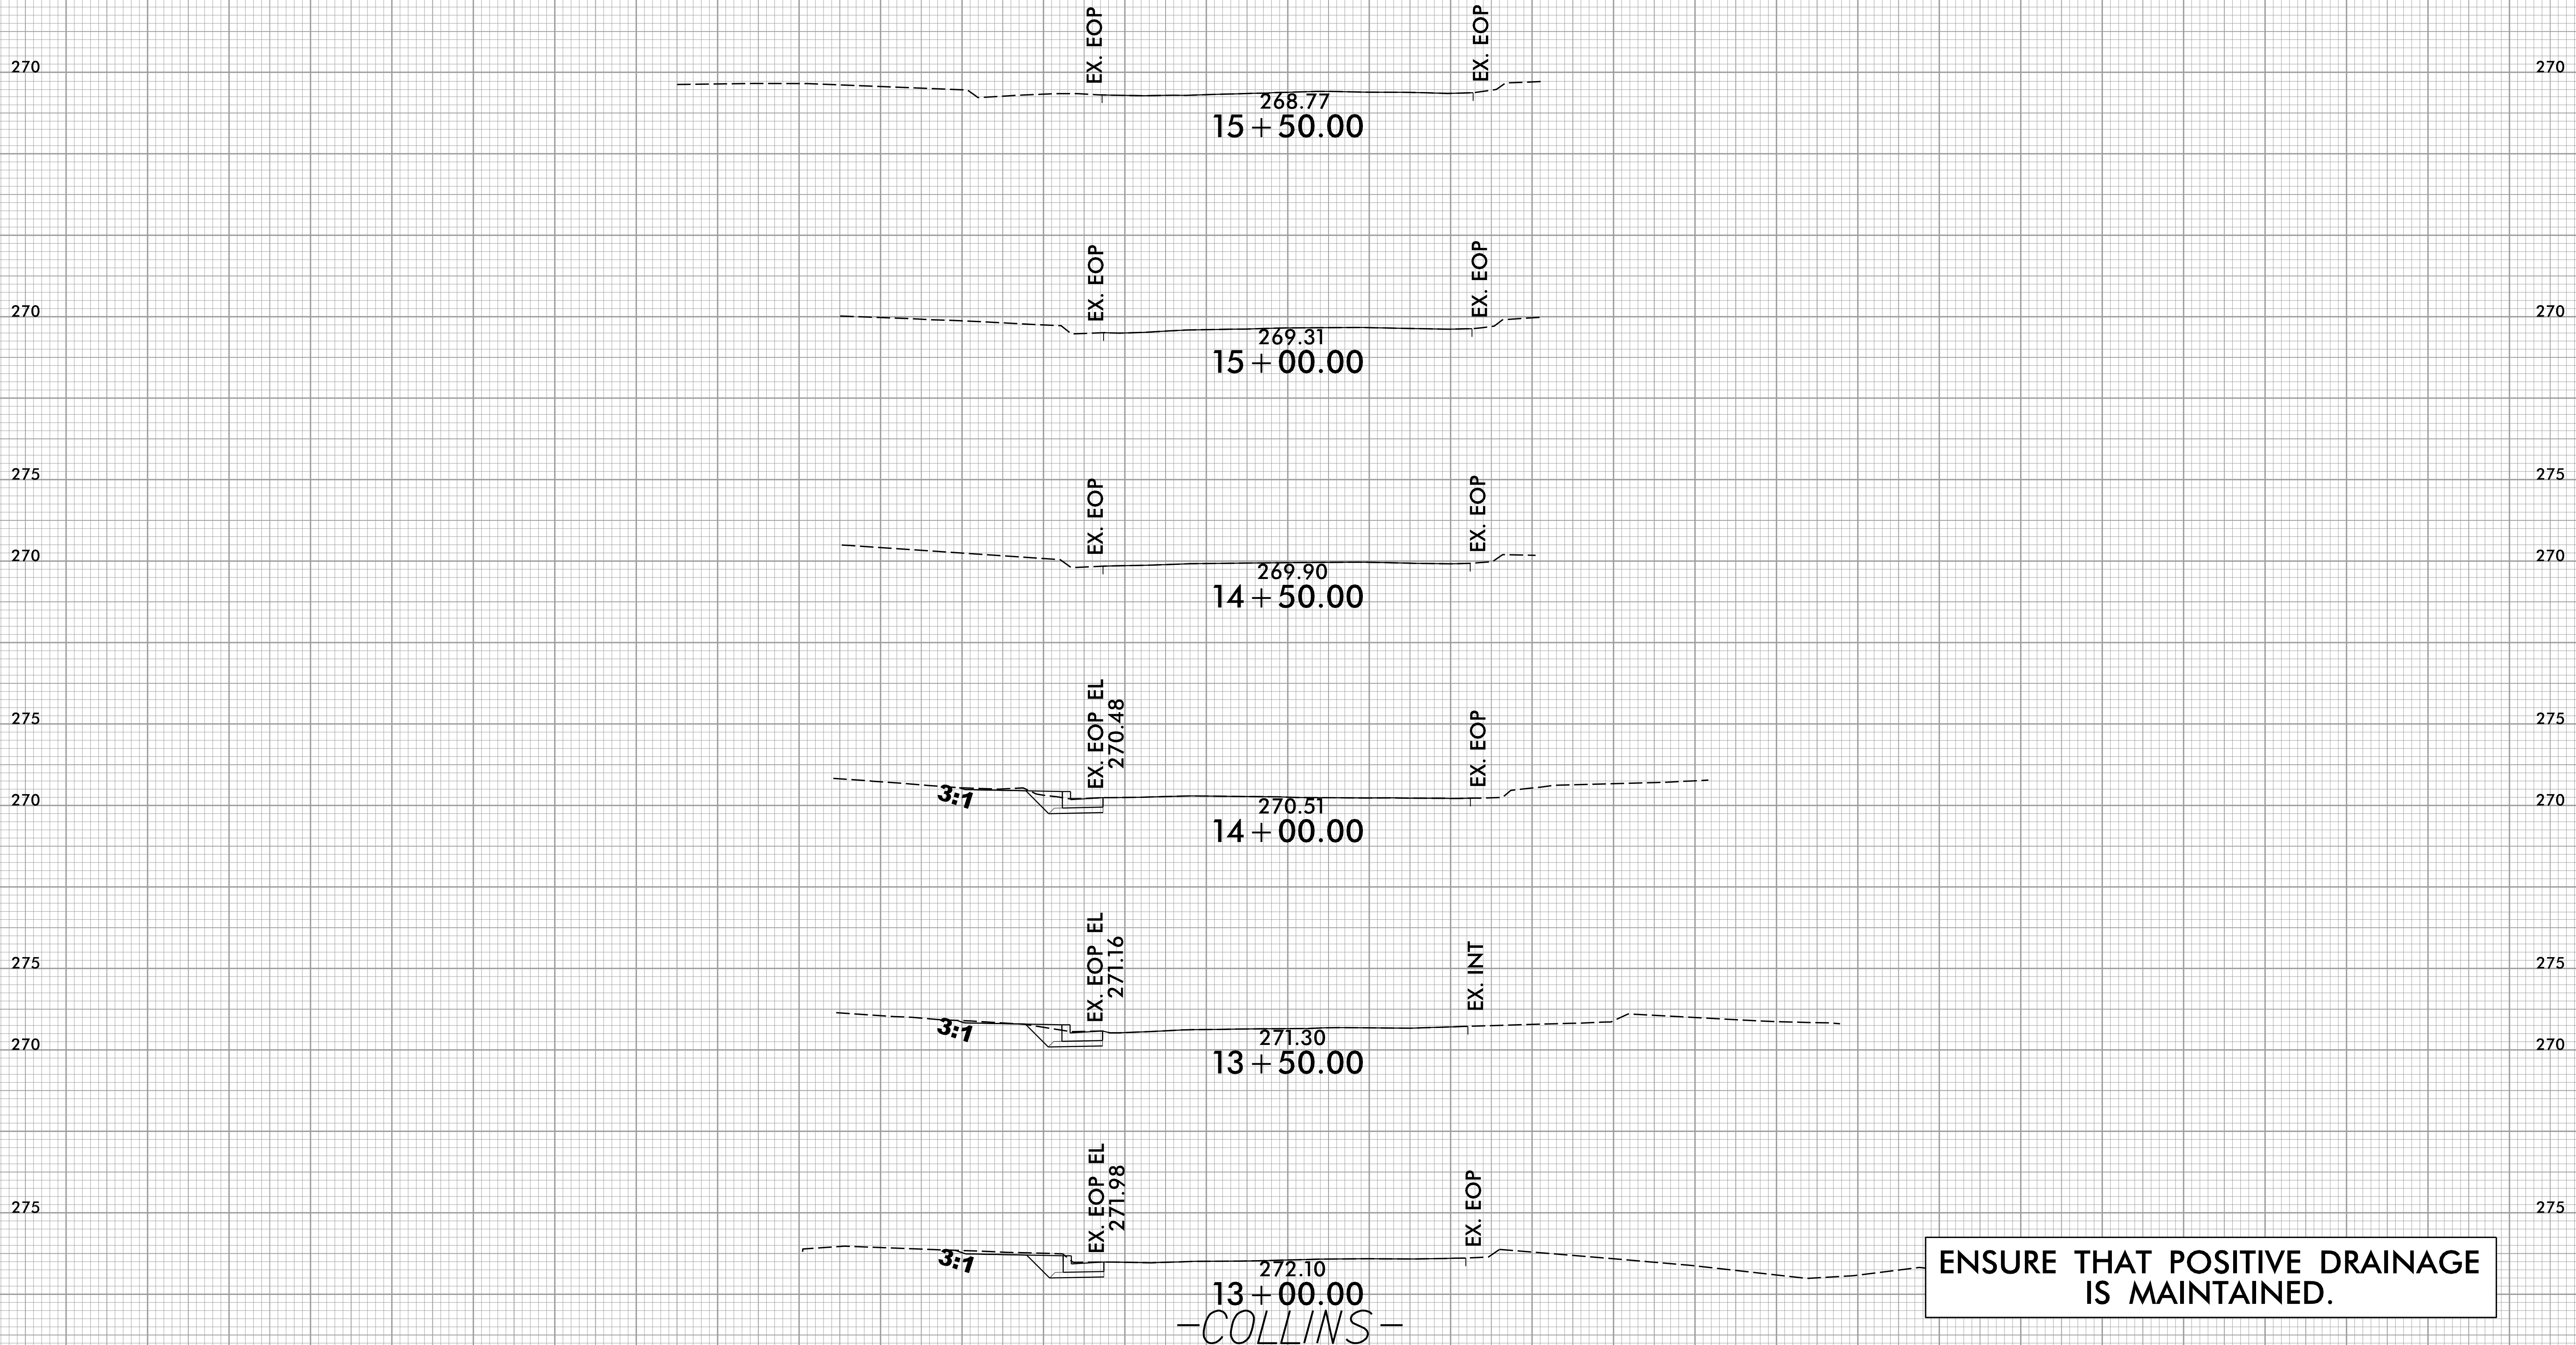 EX. EOP
EX. EOP
270
270
268.77
15+50.00
EX. EOP
EX. EOP
270
270
269.31
15+00.00
275
275
EX. EOP
EX. EOP
270
270
269.90
14+50.00
EX. EOP EL
270.48
275
275
EX. EOP
3:1
270
270
270.51
14+00.00
EX. EOP EL
271.16
EX. INT
275
275
3:1
270
270
271.30
13+50.00
EX. EOP EL
271.98
EX. EOP
275
275
3:1
272.10
13+00.00
ENSURE THAT POSITIVE DRAINAGE
IS MAINTAINED.
-COLLINS-